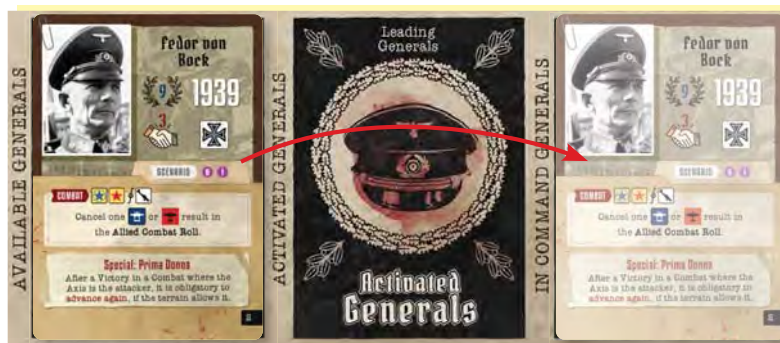 AVAILABLE GENERALS
Fedor von
Bock
9
1939
3
SCENARIO
COMBAT
Cancel one or result in
the Allied Combat Roll.
Special: Prima Donna
After a Victory in a Combat where the
Axis is the attacker, it is obligatory to
advance again, if the terrain allows it.
ACTIVATED GENERALS
Leading
Generals
Activated
Generals
IN COMMAND GENERALS
Fedor von
Bock
9
1939
3
SCENARIO
COMBAT
Cancel one or result in
the Allied Combat Roll.
Special: Prima Donna
After a Victory in a Combat where the
Axis is the attacker, it is obligatory to
advance again, if the terrain allows it.